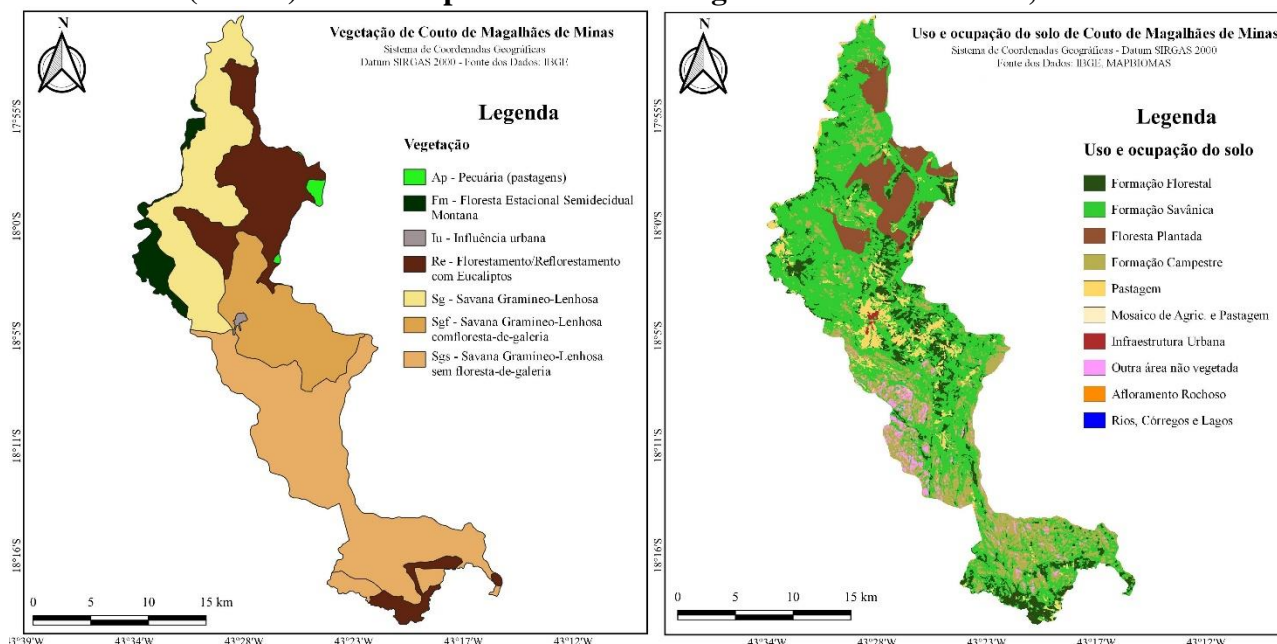 N
Vegetação de Couto de Magalhães de Minas
Sistema de Coordenadas Geográficas
Datum SIRGAS 2000 - Fonte dos Dados: IBGE
Legenda
Vegetação
Ap - Pecuária (pastagens)
Fm - Floresta Estacional Semidecidual
Montana
Iu - Influência urbana
Re - Florestamento/Reflorestamento
com Eucaliptos
Sg - Savana Gramineo-Lenhosa
Sgf - Savana Gramineo-Lenhosa
comfloresta-de-galeria
Sgs - Savana Gramineo-Lenhosa
sem floresta-de-galeria
17°55'S
18°0'S
18°5'S
18°11'S
18°16'S
0 5 10 15 km
43°39'W 43°34'W 43°28'W 43°23'W 43°17'W 43°12'W
N
Uso e ocupação do solo de Couto de Magalhães de Minas
Sistema de Coordenadas Geográficas - Datum SIRGAS 2000
Fonte dos Dados: IBGE, MAPBIOMAS
Legenda
Uso e ocupação do solo
Formação Florestal
Formação Savânica
Floresta Plantada
Formação Campestre
Pastagem
Mosaico de Agric. e Pastagem
Infraestrutura Urbana
Outra área não vegetada
Afloramento Rochoso
Rios, Córregos e Lagos
17°55'S
18°0'S
18°5'S
18°11'S
18°16'S
0 5 10 15 km
43°34'W 43°28'W 43°23'W 43°17'W 43°12'W